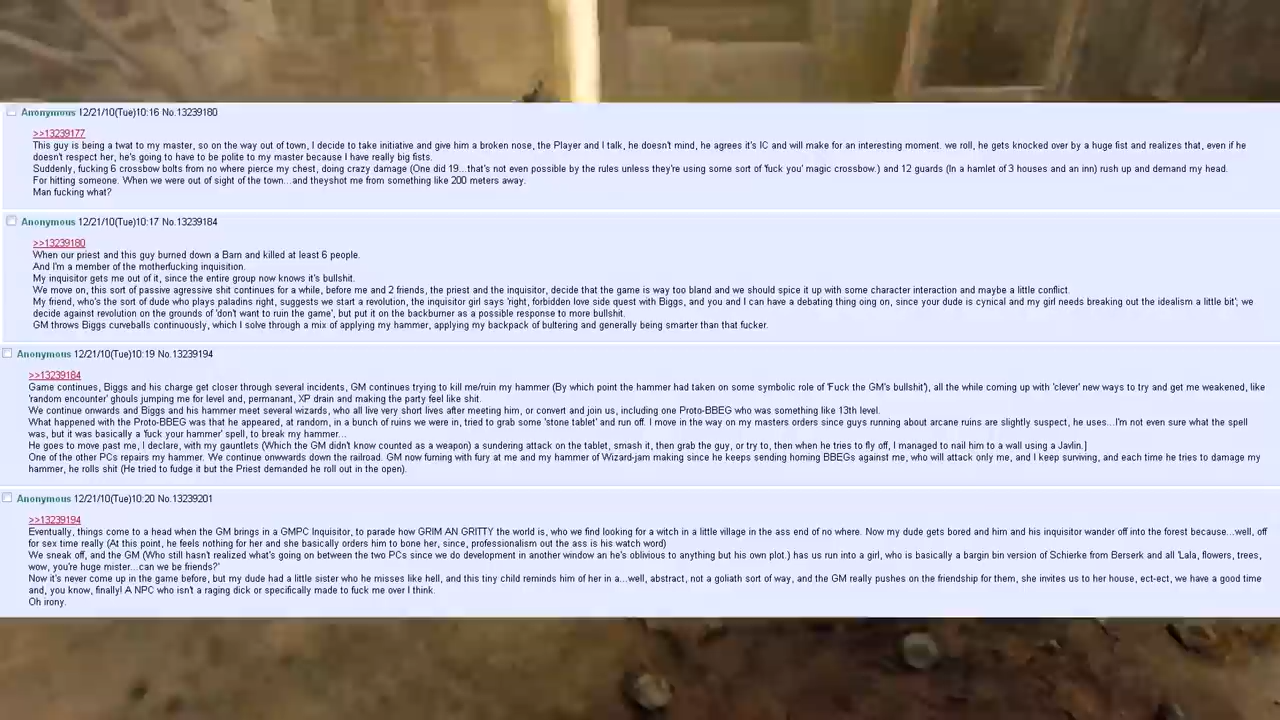 Anonymous 12/21/10(Tue)10:16 No.13239180
>>13239177
This guy is being a twat to my master, so on the way out of town, I decide to take initiative and give him a broken nose, the Player and I talk, he doesn't mind, he agrees it's IC and will make for an interesting moment. we roll, he gets knocked over by a huge fist and realizes that, even if he
doesn't respect her, he's going to have to be polite to my master because I have really big fists.
Suddenly, fucking 6 crossbow bolts from no where pierce my chest, doing crazy damage (One did 19...that's not even possible by the rules unless they're using some sort of 'fuck you' magic crossbow.) and 12 guards (In a hamlet of 3 houses and an inn) rush up and demand my head.
For hitting someone. When we were out of sight of the town...and theyshot me from something like 200 meters away.
Man fucking what?
Anonymous 12/21/10(Tue)10:17 No.13239184
>>13239180
When our priest and this guy burned down a Barn and killed at least 6 people.
And I'm a member of the motherfucking inquisition.
My inquisitor gets me out of it, since the entire group now knows it's bullshit.
We move on, this sort of passive agressive shit continues for a while, before me and 2 friends, the priest and the inquisitor, decide that the game is way too bland and we should spice it up with some character interaction and maybe a little conflict.
My friend, who's the sort of dude who plays paladins right, suggests we start a revolution, the inquisitor girl says 'right, forbidden love side quest with Biggs, and you and I can have a debating thing oing on, since your dude is cynical and my girl needs breaking out the idealism a little bit'; we
decide against revolution on the grounds of 'don't want to ruin the game', but put it on the backburner as a possible response to more bullshit.
GM throws Biggs curveballs continuously, which I solve through a mix of applying my hammer, applying my backpack of bultering and generally being smarter than that fucker.
Anonymous 12/21/10(Tue)10:19 No.13239194
>>13239184
Game continues, Biggs and his charge get closer through several incidents, GM continues trying to kill me/ruin my hammer (By which point the hammer had taken on some symbolic role of 'Fuck the GM's bullshit'), all the while coming up with 'clever' new ways to try and get me weakened, like
'random encounter' ghouls jumping me for level and, permanant, XP drain and making the party feel like shit.
We continue onwards and Biggs and his hammer meet several wizards, who all live very short lives after meeting him, or convert and join us, including one Proto-BBEG who was something like 13th level.
What happened with the Proto-BBEG was that he appeared, at random, in a bunch of ruins we were in, tried to grab some 'stone tablet' and run off. I move in the way on my masters orders since guys running about arcane ruins are slightly suspect, he uses...I'm not even sure what the spell
was, but it was basically a 'fuck your hammer' spell, to break my hammer...
He goes to move past me, I declare, with my gauntlets (Which the GM didn't know counted as a weapon) a sundering attack on the tablet, smash it, then grab the guy, or try to, then when he tries to fly off, I managed to nail him to a wall using a Javlin.]
One of the other PCs repairs my hammer. We continue onwwards down the railroad. GM now fuming with fury at me and my hammer of Wizard-jam making since he keeps sending homing BBEGs against me, who will attack only me, and I keep surviving, and each time he tries to damage my
hammer, he rolls shit (He tried to fudge it but the Priest demanded he roll out in the open).
Anonymous 12/21/10(Tue)10:20 No.13239201
>>13239194
Eventually, things come to a head when the GM brings in a GMPC Inquisitor, to parade how GRIM AN GRITTY the world is, who we find looking for a witch in a little village in the ass end of no where. Now my dude gets bored and him and his inquisitor wander off into the forest because...well, off
for sex time really (At this point, he feels nothing for her and she basically orders him to bone her, since, professionalism out the ass is his watch word)
We sneak off, and the GM (Who still hasn't realized what's going on between the two PCs since we do development in another window an he's oblivious to anything but his own plot.) has us run into a girl, who is basically a bargin bin version of Schierke from Berserk and all 'Lala, flowers, trees,
wow, you're huge mister...can we be friends?'
Now it's never come up in the game before, but my dude had a little sister who he misses like hell, and this tiny child reminds him of her in a...well, abstract, not a goliath sort of way, and the GM really pushes on the friendship for them, she invites us to her house, ect-ect, we have a good time
and, you know, finally! A NPC who isn't a raging dick or specifically made to fuck me over I think.
Oh irony.